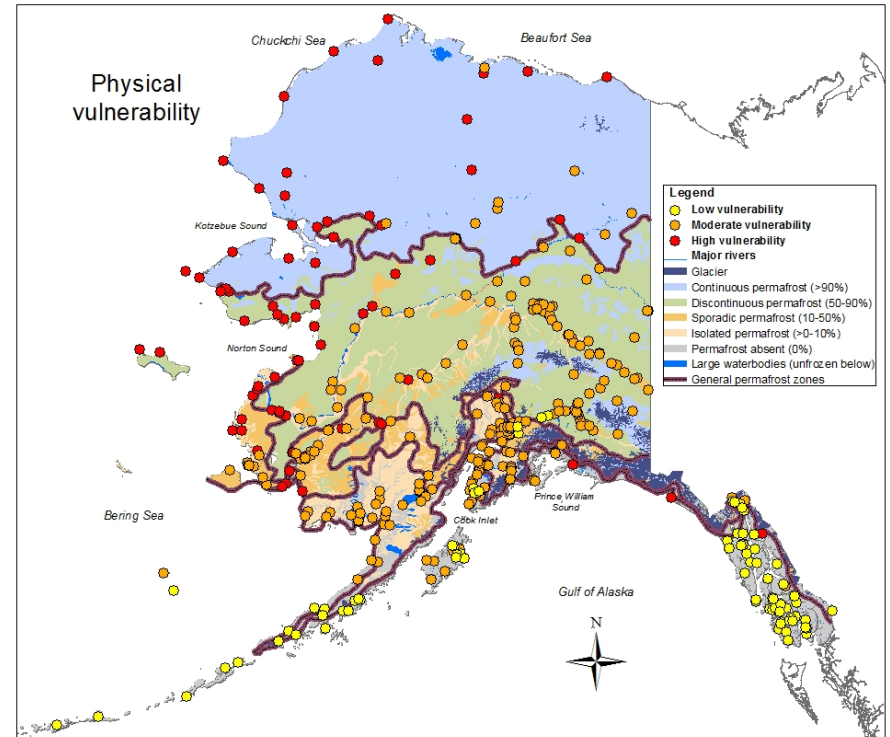 Chuckchi Sea
Beaufort Sea
Physical
vulnerability
Kotzebue Sound
Norton Sound
Bering Sea
Cook Inlet
Prince William
Sound
Gulf of Alaska
N
Legend
Low vulnerability
Moderate vulnerability
High vulnerability
Major rivers
Glacier
Continuous permafrost (>90%)
Discontinuous permafrost (50-90%)
Sporadic permafrost (10-50%)
Isolated permafrost (>0-10%)
Permafrost absent (0%)
Large waterbodies (unfrozen below)
General permafrost zones